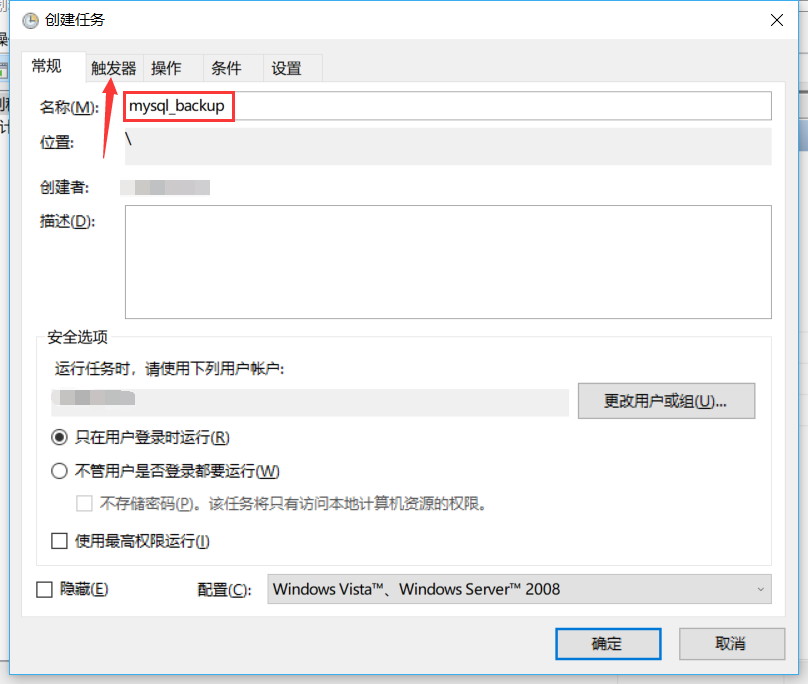 创建任务
常规 触发器 操作 条件 设置
名称(M): mysql_backup
位置: \
创建者:
描述(D):
安全选项
运行任务时，请使用下列用户帐户:
更改用户或组(U)...
只在用户登录时运行(R)
不管用户是否登录都要运行(W)
不存储密码(P)。该任务将只有访问本地计算机资源的权限。
使用最高权限运行(I)
隐藏(E) 配置(C): Windows Vista™、Windows Server™ 2008
确定 取消